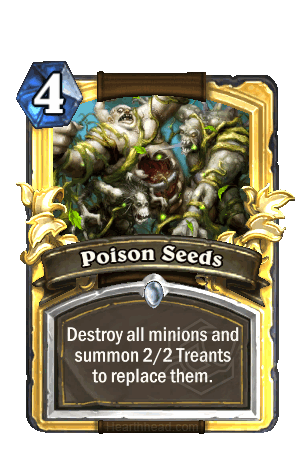 4
Poison Seeds
Destroy all minions and
summon 2/2 Treants
to replace them.
Hearthhead.com